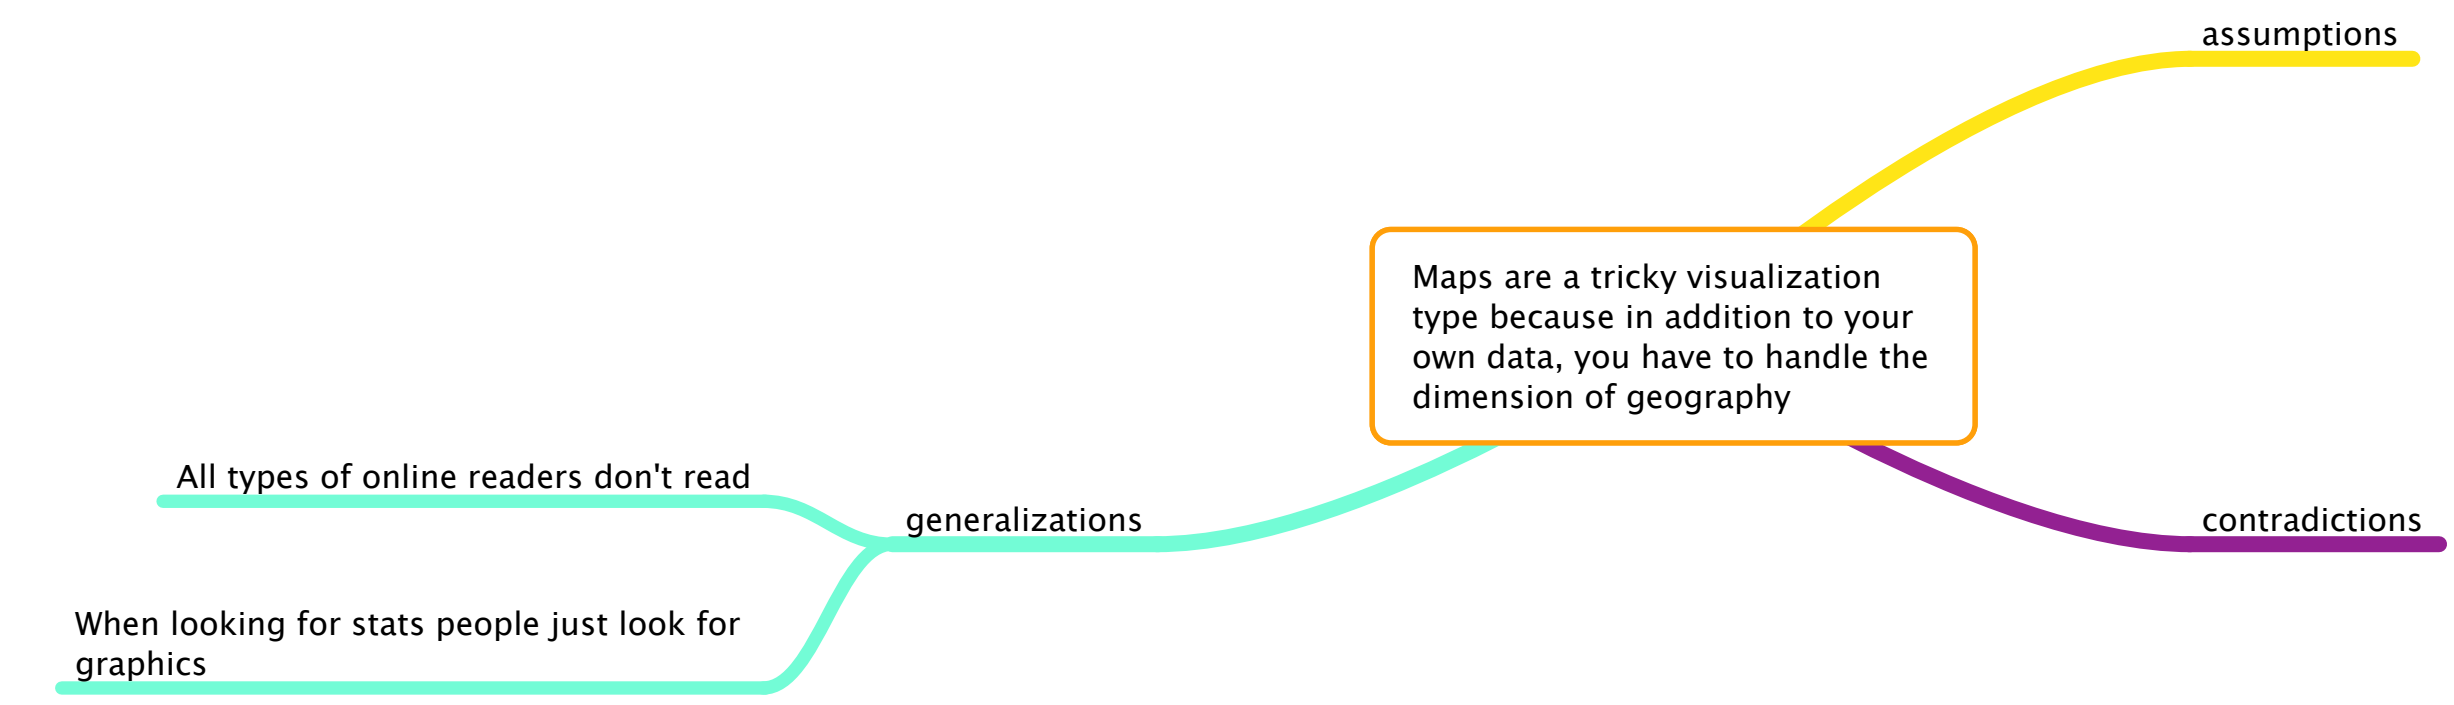 assumptions
Maps are a tricky visualization
type because in addition to your
own data, you have to handle the
dimension of geography
All types of online readers don't read
generalizations
contradictions
When looking for stats people just look for
graphics